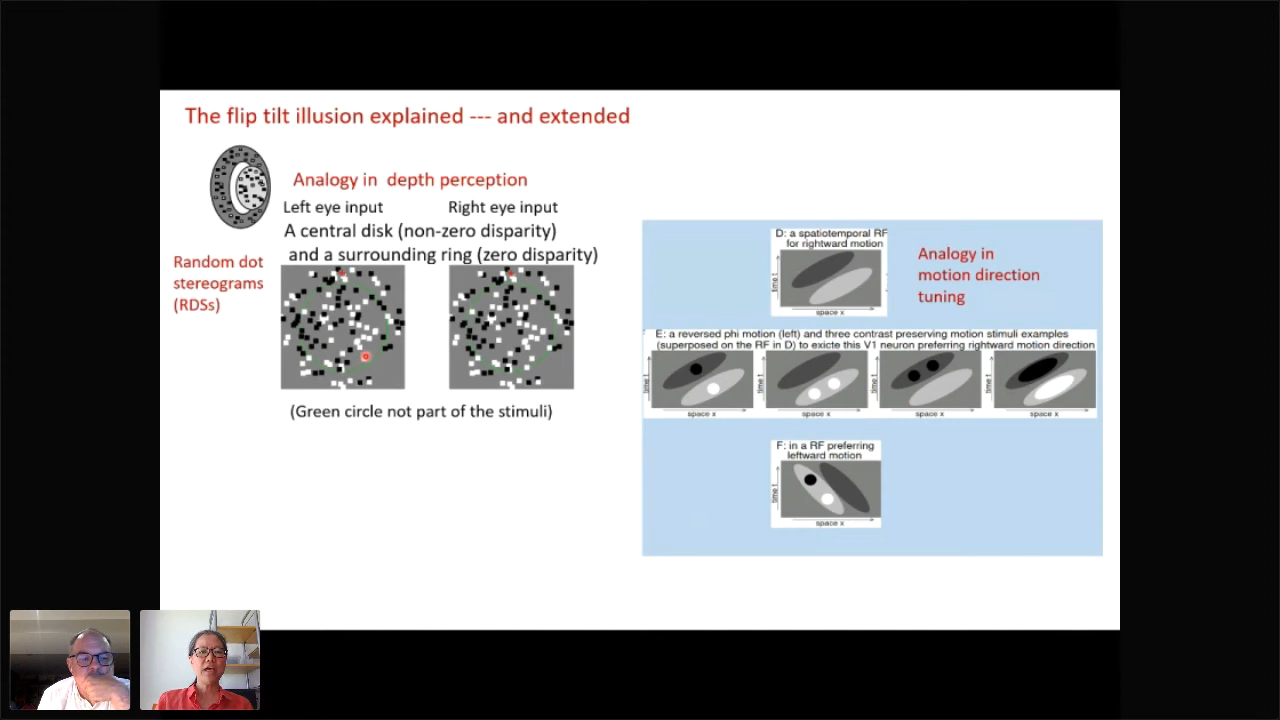 The flip tilt illusion explained --- and extended
Analogy in depth perception
Left eye input
Right eye input
A central disk (non-zero disparity)
and a surrounding ring (zero disparity)
Random dot
stereograms
(RDSs)
(Green circle not part of the stimuli)
D: a spatiotemporal RF
for rightward motion
time t
space x
Analogy in
motion direction
tuning
E: a reversed phi motion (left) and three contrast preserving motion stimuli examples
(superposed on the RF in D) to exicte this V1 neuron preferring rightward motion direction
time t
space x
time t
space x
time t
space x
time t
space x
F: in a RF preferring
leftward motion
time t
space x